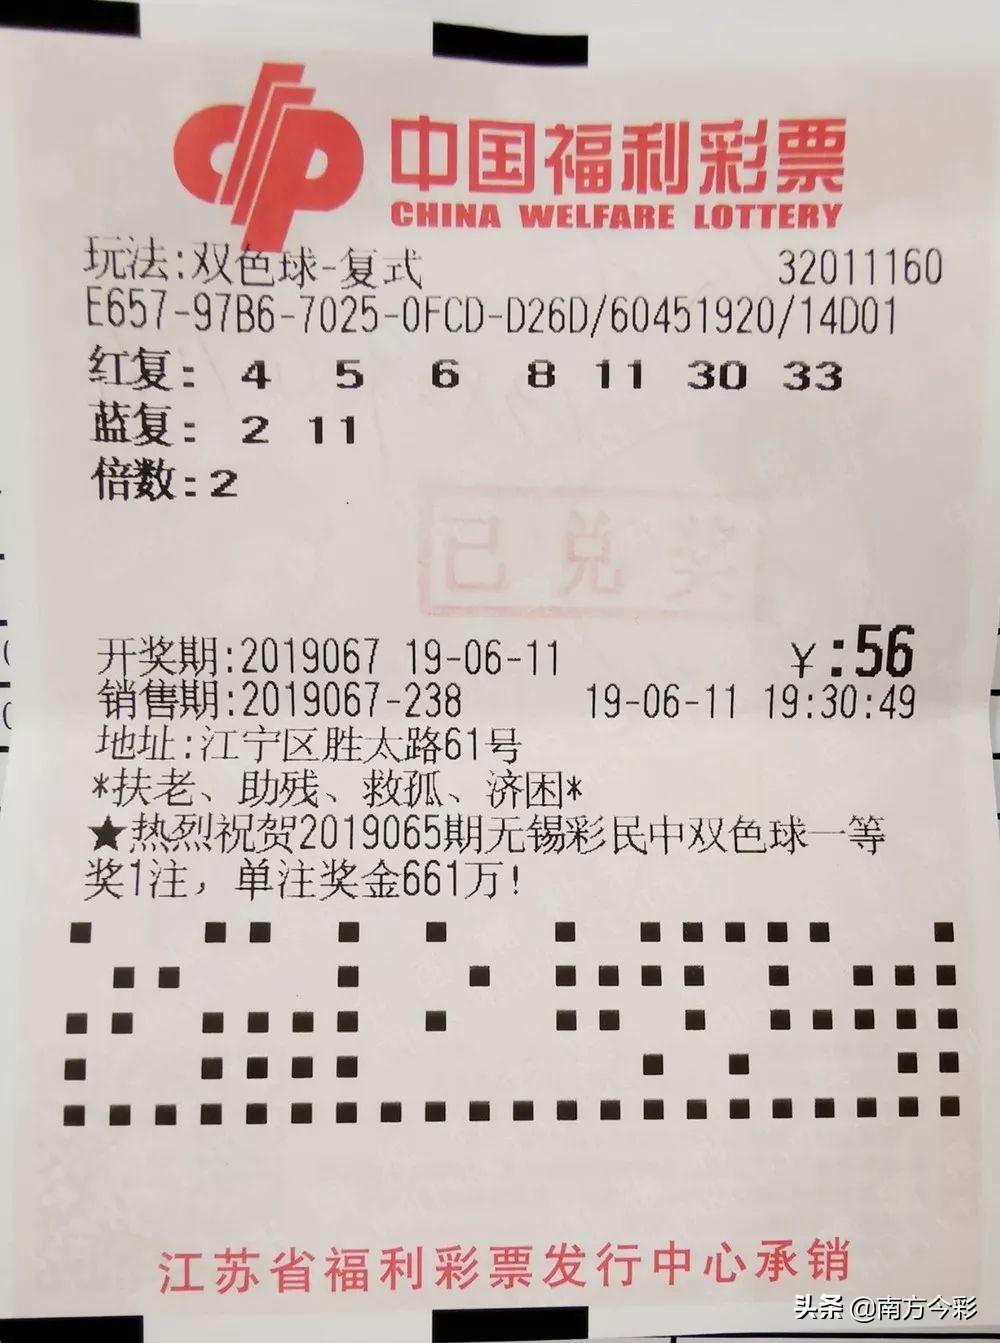 中国福利彩票
CHINA WELFARE LOTTERY
玩法:双色球-复式 32011160
E657-97B6-7025-0FCD-D26D/60451920/14D01
红复: 4 5 6 8 11 30 33
蓝复: 2 11
倍数:2
已兑奖
开奖期:2019067 19-06-11 ¥:56
销售期:2019067-238 19-06-11 19:30:49
地址:江宁区胜太路61号
*扶老、助残、救孤、济困*
★热烈祝贺2019065期无锡彩民中双色球一等
奖1注，单注奖金661万!
江苏省福利彩票发行中心承销
头条 @南方今彩